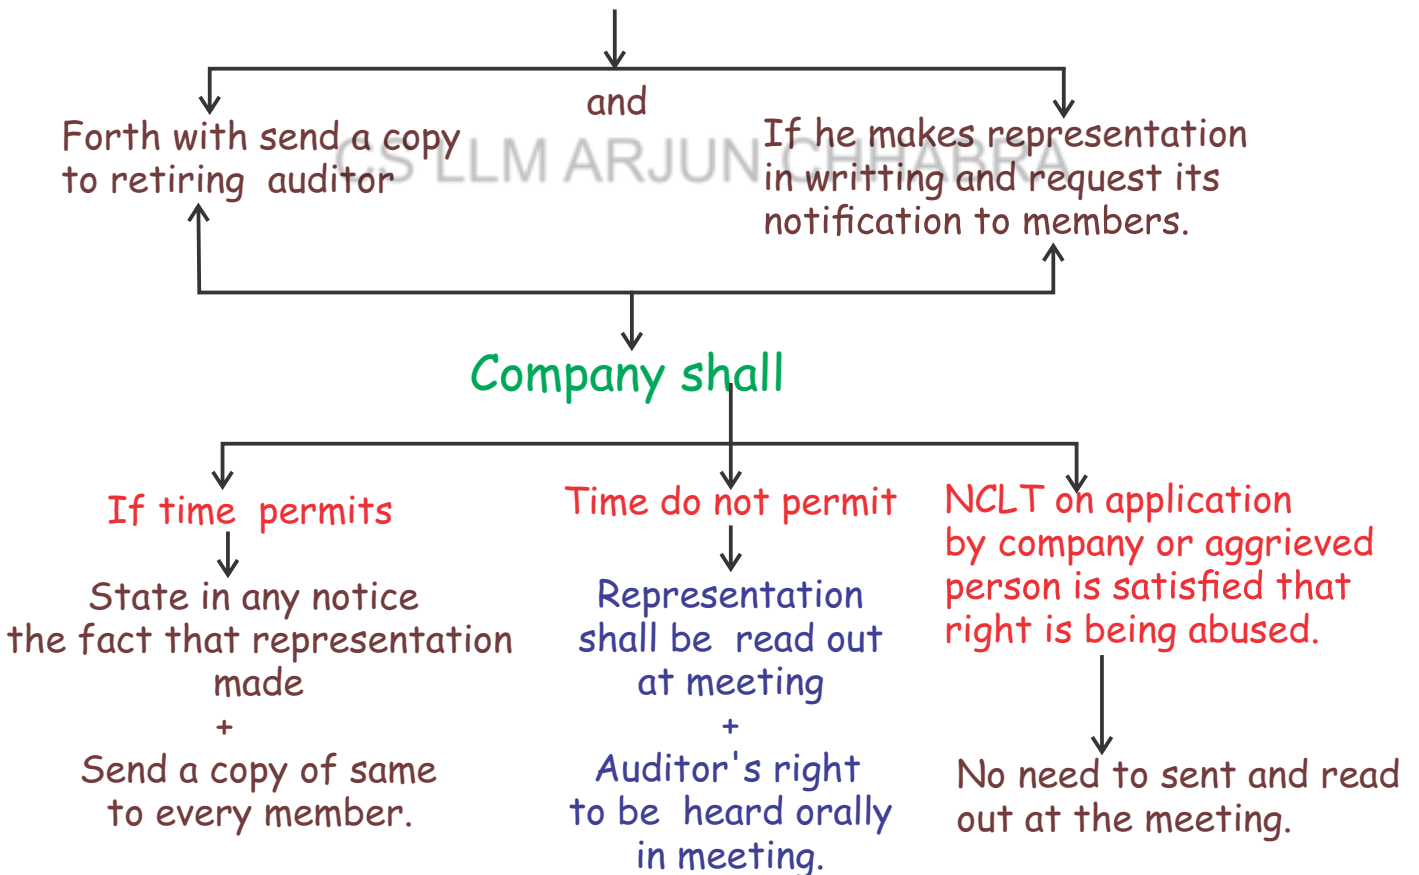 and
Forth with send a copy
to retiring auditor
If he makes representation
in writting and request its
notification to members.
CS LLM ARJUN CHHABRA
Company shall
If time permits
State in any notice
the fact that representation
made
+
Send a copy of same
to every member.
Time do not permit
Representation
shall be read out
at meeting
+
Auditor's right
to be heard orally
in meeting.
NCLT on application
by company or aggrieved
person is satisfied that
right is being abused.
No need to sent and read
out at the meeting.